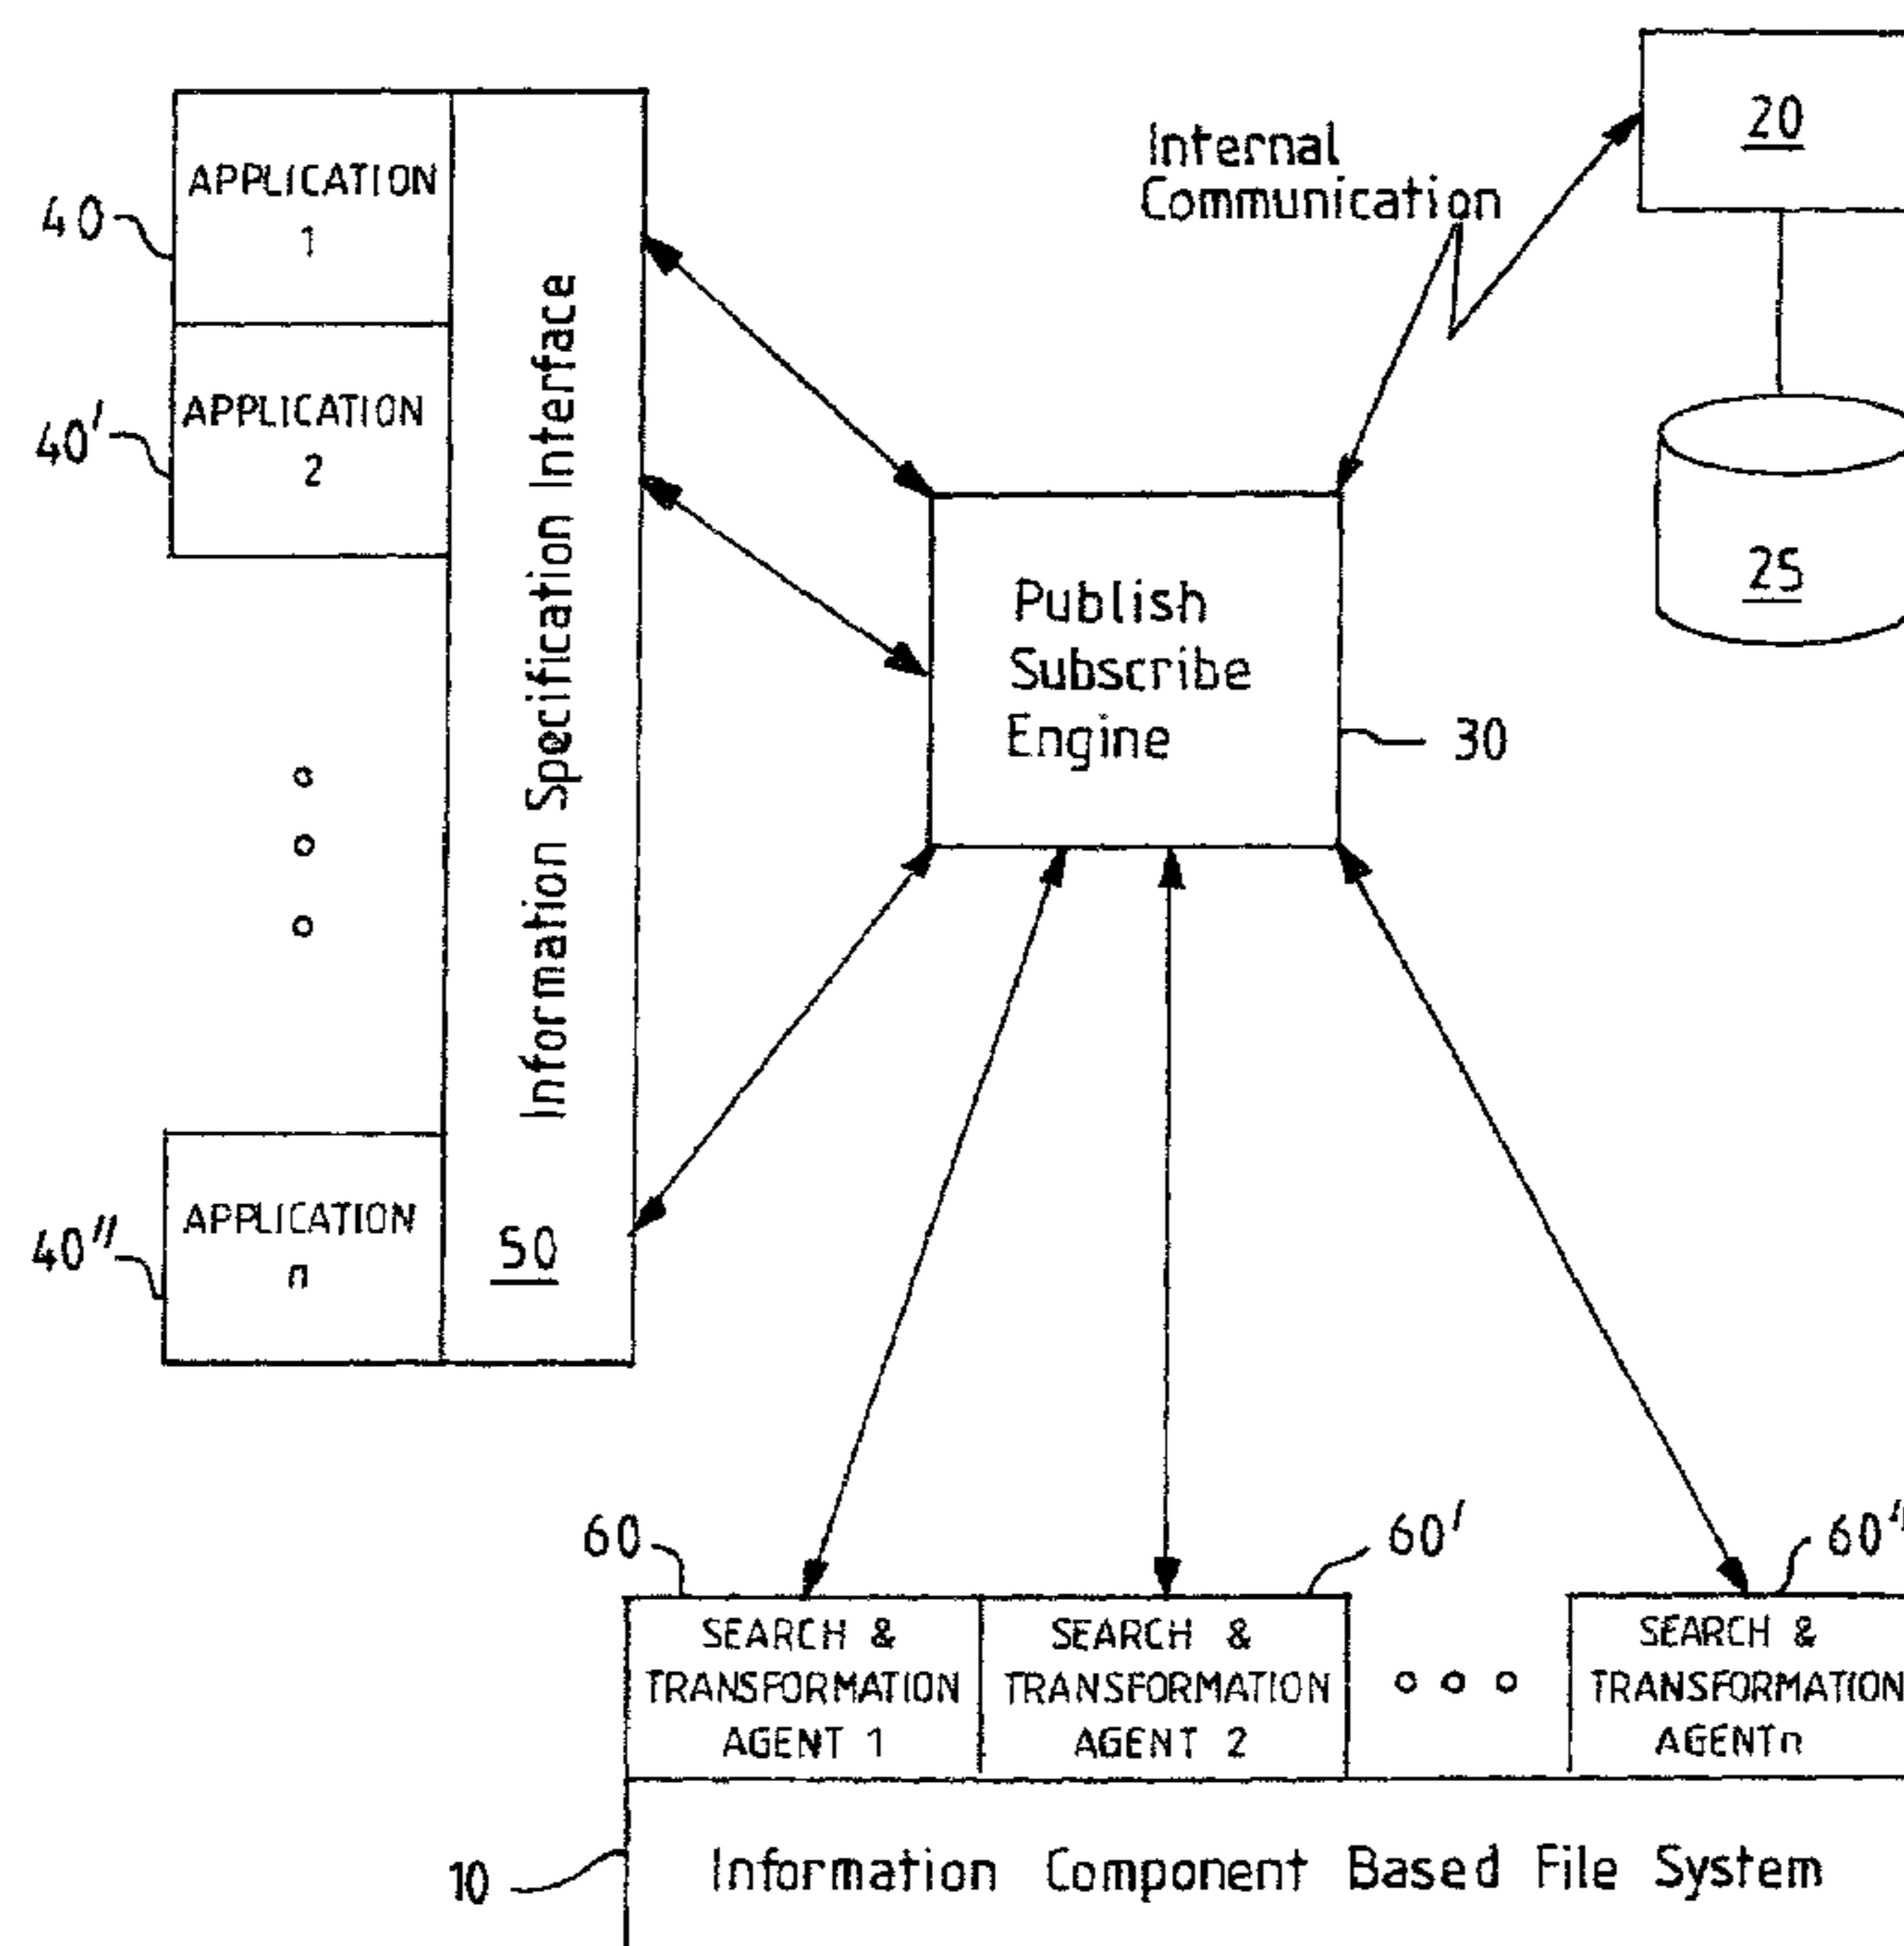 APPLICATION
1
40
APPLICATION
2
40'
APPLICATION
n
40"
Information Specification Interface
50
Internal
Communication
20
25
Publish
Subscribe
Engine
30
60
60'
60"
SEARCH &
TRANSFORMATION
AGENT 1
SEARCH &
TRANSFORMATION
AGENT 2
SEARCH &
TRANSFORMATION
AGENT n
10
Information Component Based File System